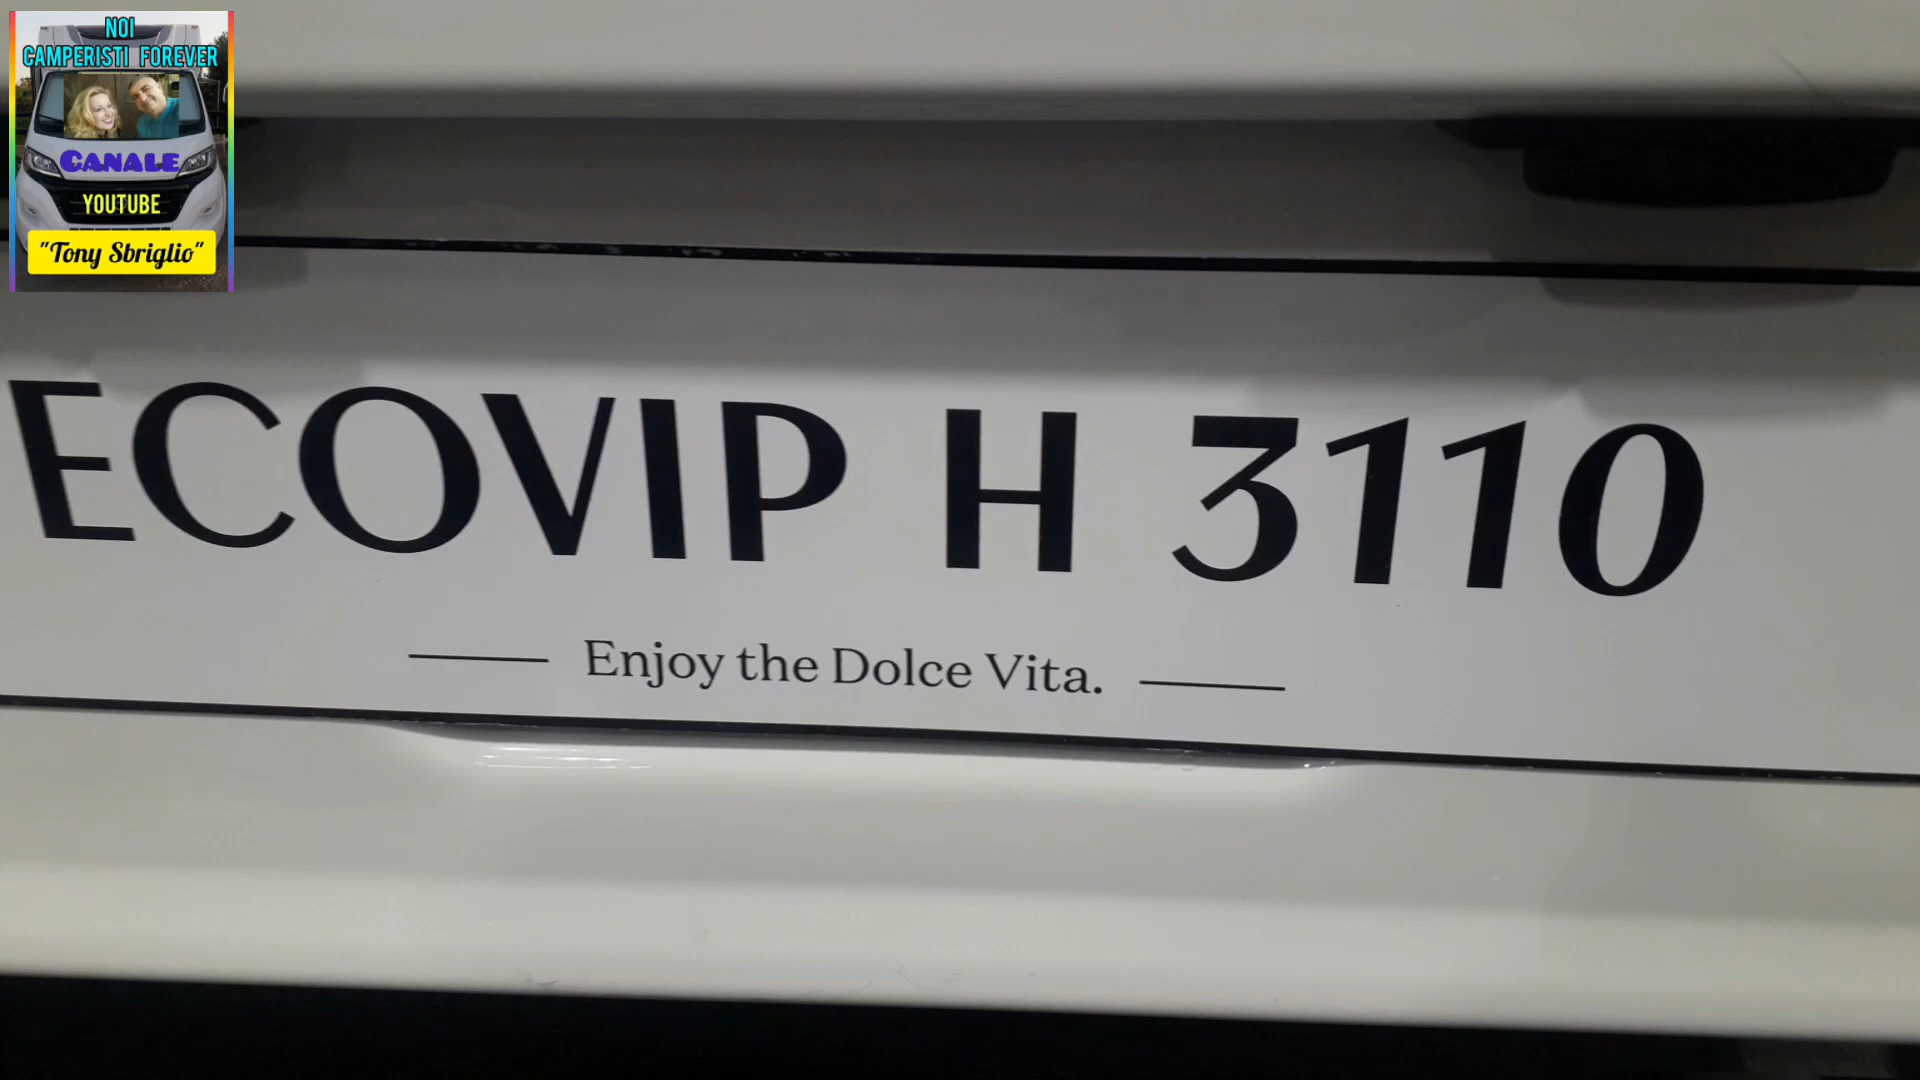 NOI
CAMPERISTI FOREVER
CANALE
YOUTUBE
"Tony Sbriglio"
ECOVIP H 3110
Enjoy the Dolce Vita.